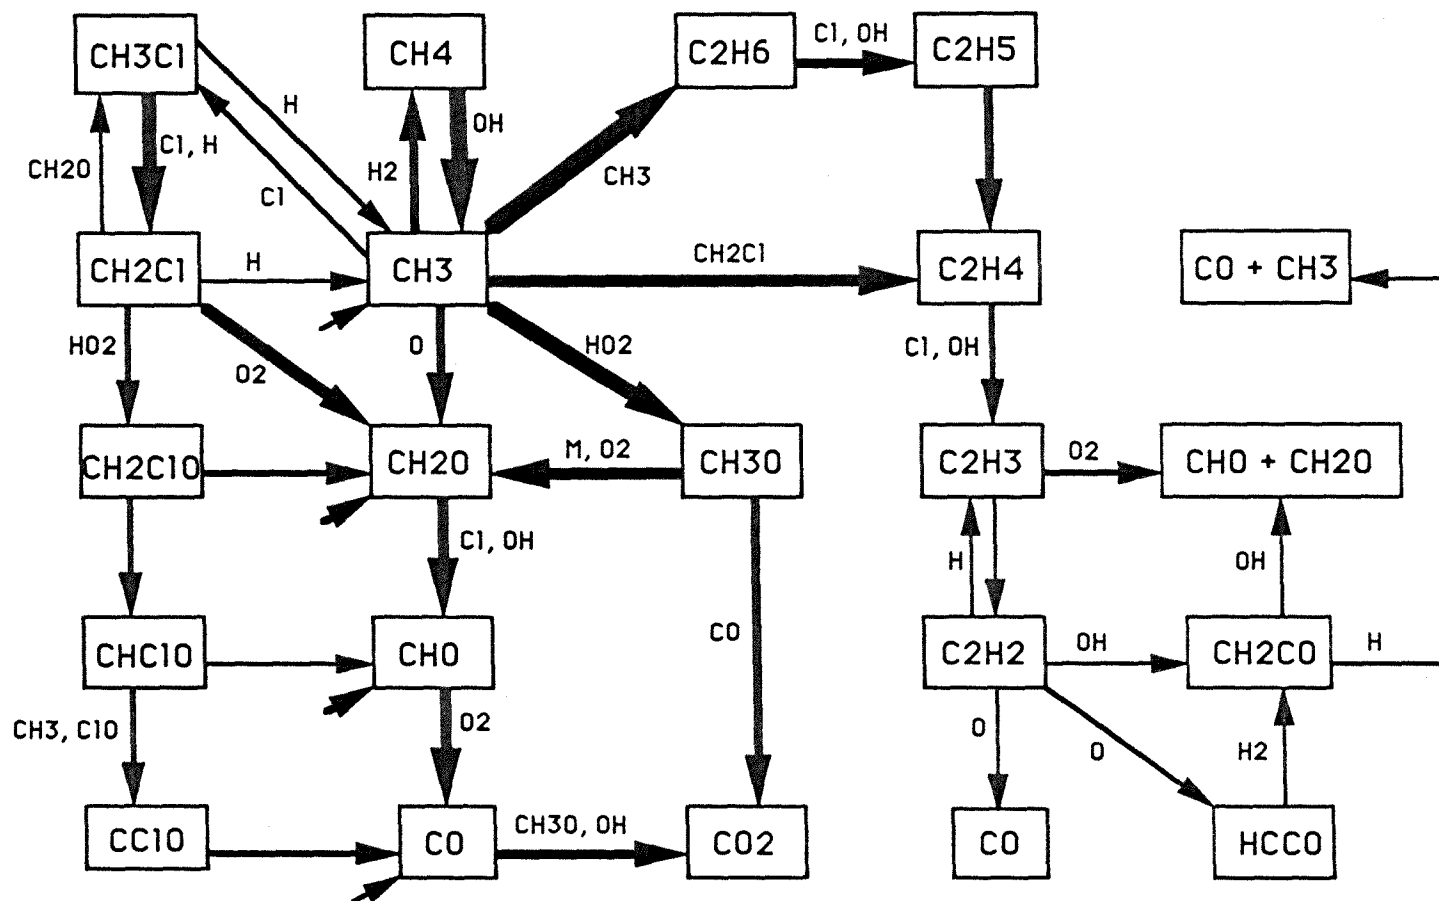 CH3Cl
CH4
C2H6
Cl, OH
C2H5
H
Cl, H
CH2O
Cl
H2
OH
CH3
CH2Cl
H
CH3
CH2Cl
C2H4
CO + CH3
HO2
O2
O
HO2
Cl, OH
CH2ClO
CH2O
M, O2
CH3O
C2H3
O2
CHO + CH2O
Cl, OH
H
OH
CHClO
CHO
CO
C2H2
OH
CH2CO
H
CH3, ClO
O2
O
O
H2
CClO
CO
CH3O, OH
CO2
CO
HCCO